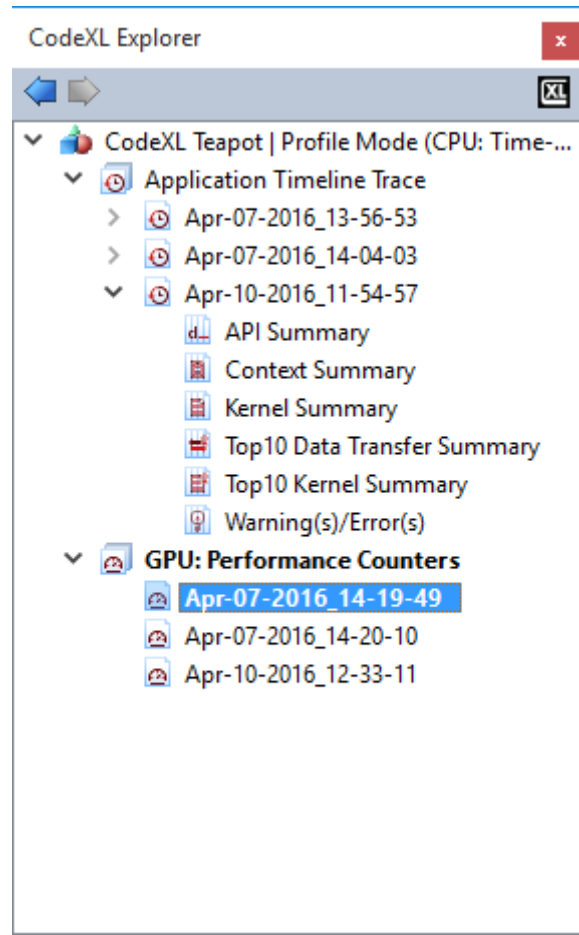 CodeXL Explorer
x
XL
CodeXL Teapot | Profile Mode (CPU: Time-...
Application Timeline Trace
Apr-07-2016_13-56-53
Apr-07-2016_14-04-03
Apr-10-2016_11-54-57
API Summary
Context Summary
Kernel Summary
Top10 Data Transfer Summary
Top10 Kernel Summary
Warning(s)/Error(s)
GPU: Performance Counters
Apr-07-2016_14-19-49
Apr-07-2016_14-20-10
Apr-10-2016_12-33-11